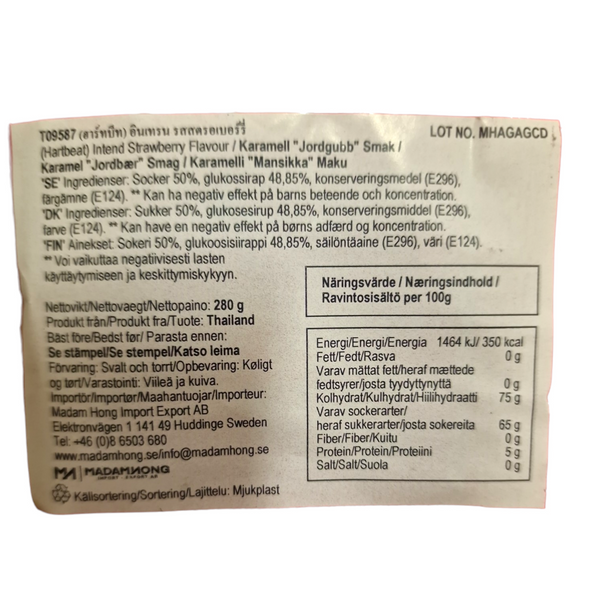 T09587 (ฮาร์ทบีท) อินเทรน รสสตรอเบอร์รี่
LOT NO. MHAGAGCD
(Hartbeat) Intend Strawberry Flavour / Karamell "Jordgubb" Smak /
Karamel "Jordbær" Smag / Karamelli "Mansikka" Maku
'SE' Ingredienser: Socker 50%, glukossirap 48,85%, konserveringsmedel (E296),
färgämne (E124). ** Kan ha negativ effekt på barns beteende och koncentration.
'DK' Ingredienser: Sukker 50%, glukosesirup 48,85%, konserveringsmiddel (E296),
farve (E124). ** Kan have en negativ effekt på børns adfærd og koncentration.
'FIN' Ainekset: Sokeri 50%, glukoosisiirappi 48,85%, säilöntäaine (E296), väri (E124).
** Voi vaikuttaa negatiivisesti lasten
käyttäytymiseen ja keskittymiskykyyn.
Nettovikt/Nettovaegt/Nettopaino: 280 g
Produkt från/Produkt fra/Tuote: Thailand
Bäst före/Bedst før/ Parasta ennen:
Se stämpel/Se stempel/Katso leima
Förvaring: Svalt och torrt/Opbevaring: Køligt
og tørt/Varastointi: Viileä ja kuiva.
Importör/Importør/Maahantuojar/Importeur:
Madam Hong Import Export AB
Elektronvägen 1 141 49 Huddinge Sweden
Tel: +46 (0)8 6503 680
www.madamhong.se/info@madamhong.se
MADAMHONG
IMPORT - EXPORT AB
Källsortering/Sortering/Lajittelu: Mjukplast
Näringsvärde / Næringsindhold /
Ravintosisältö per 100g
Energi/Energi/Energia 1464 kJ/ 350 kcal
Fett/Fedt/Rasva 0 g
Varav mättat fett/heraf mættede
fedtsyrer/josta tyydyttynyttä 0 g
Kolhydrat/Kulhydrat/Hiilihydraatti 75 g
Varav sockerarter/
heraf sukkerarter/josta sokereita 65 g
Fiber/Fiber/Kuitu 0 g
Protein/Protein/Proteiini 5 g
Salt/Salt/Suola 0 g